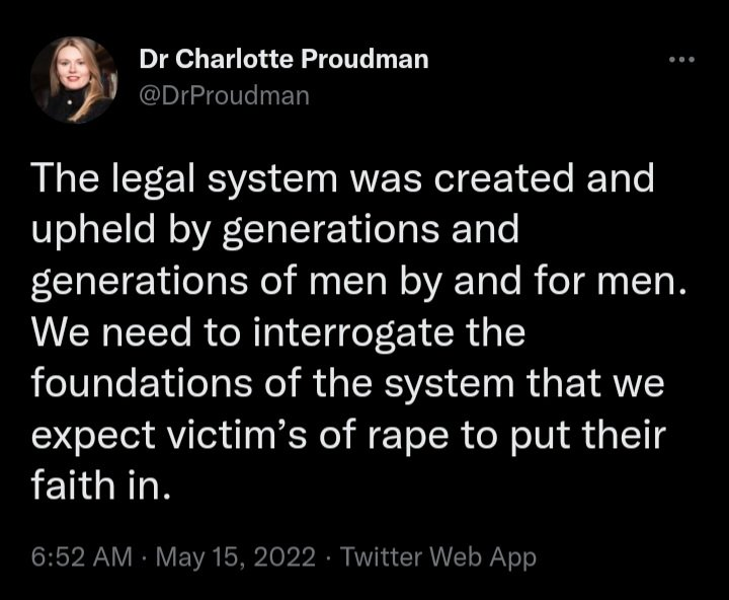 Dr Charlotte Proudman
@DrProudman
The legal system was created and
upheld by generations and
generations of men by and for men.
We need to interrogate the
foundations of the system that we
expect victim’s of rape to put their
faith in.
6:52 AM · May 15, 2022 · Twitter Web App